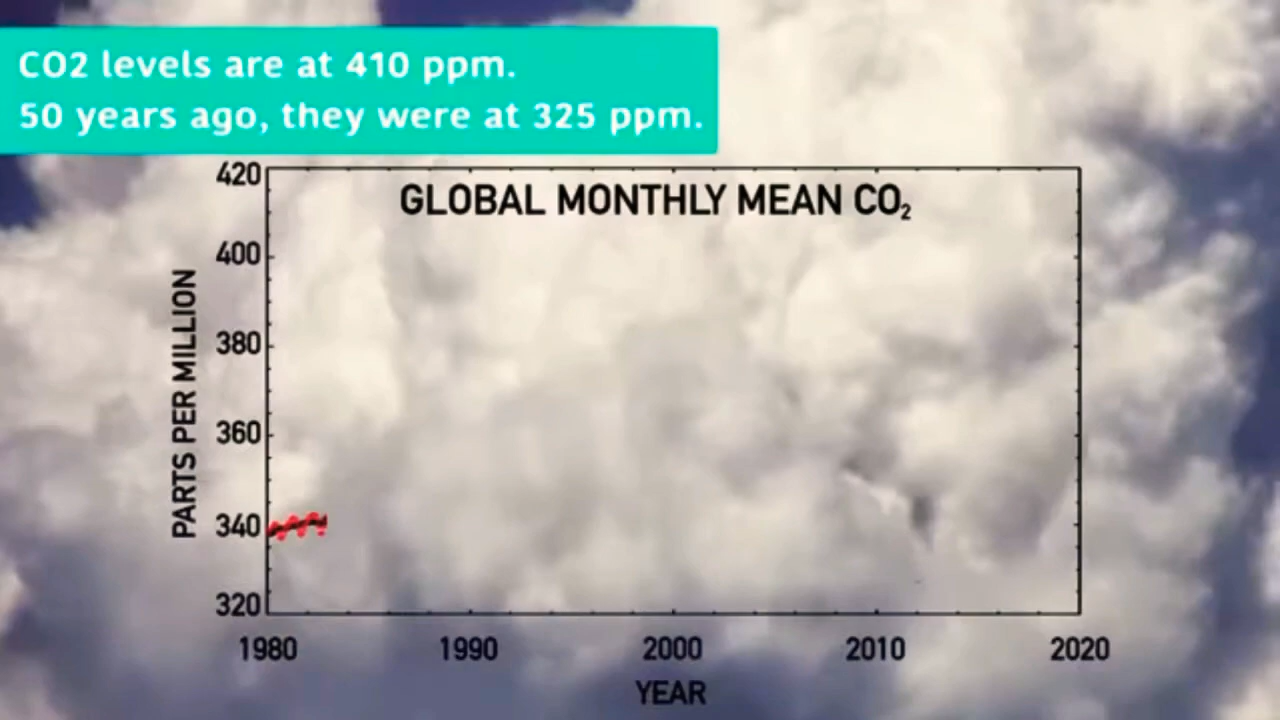 CO2 levels are at 410 ppm.
50 years ago, they were at 325 ppm.
GLOBAL MONTHLY MEAN CO₂
PARTS PER MILLION
420
400
380
360
340
320
1980 1990 2000 2010 2020
YEAR